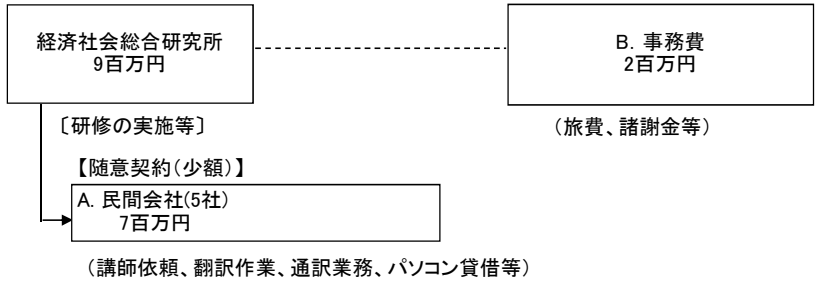 経済社会総合研究所
9百万円
B. 事務費
2百万円
〔研修の実施等〕
(旅費、諸謝金等)
【随意契約(少額)】
A. 民間会社(5社)
7百万円
(講師依頼、翻訳作業、通訳業務、パソコン貸借等)